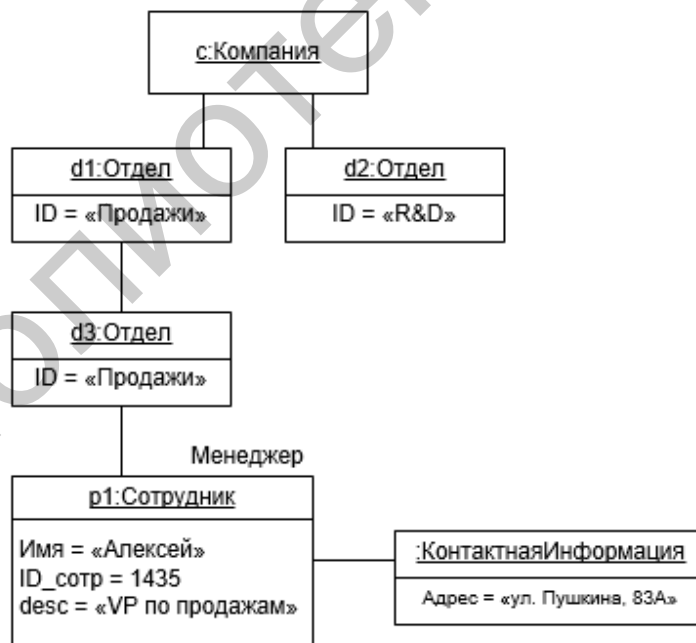 c:Компания
d1:Отдел
ID = «Продажи»
d2:Отдел
ID = «R&D»
d3:Отдел
ID = «Продажи»
Менеджер
p1:Сотрудник
Имя = «Алексей»
ID_сотр = 1435
desc = «VP по продажам»
:КонтактнаяИнформация
Адрес = «ул. Пушкина, 83А»